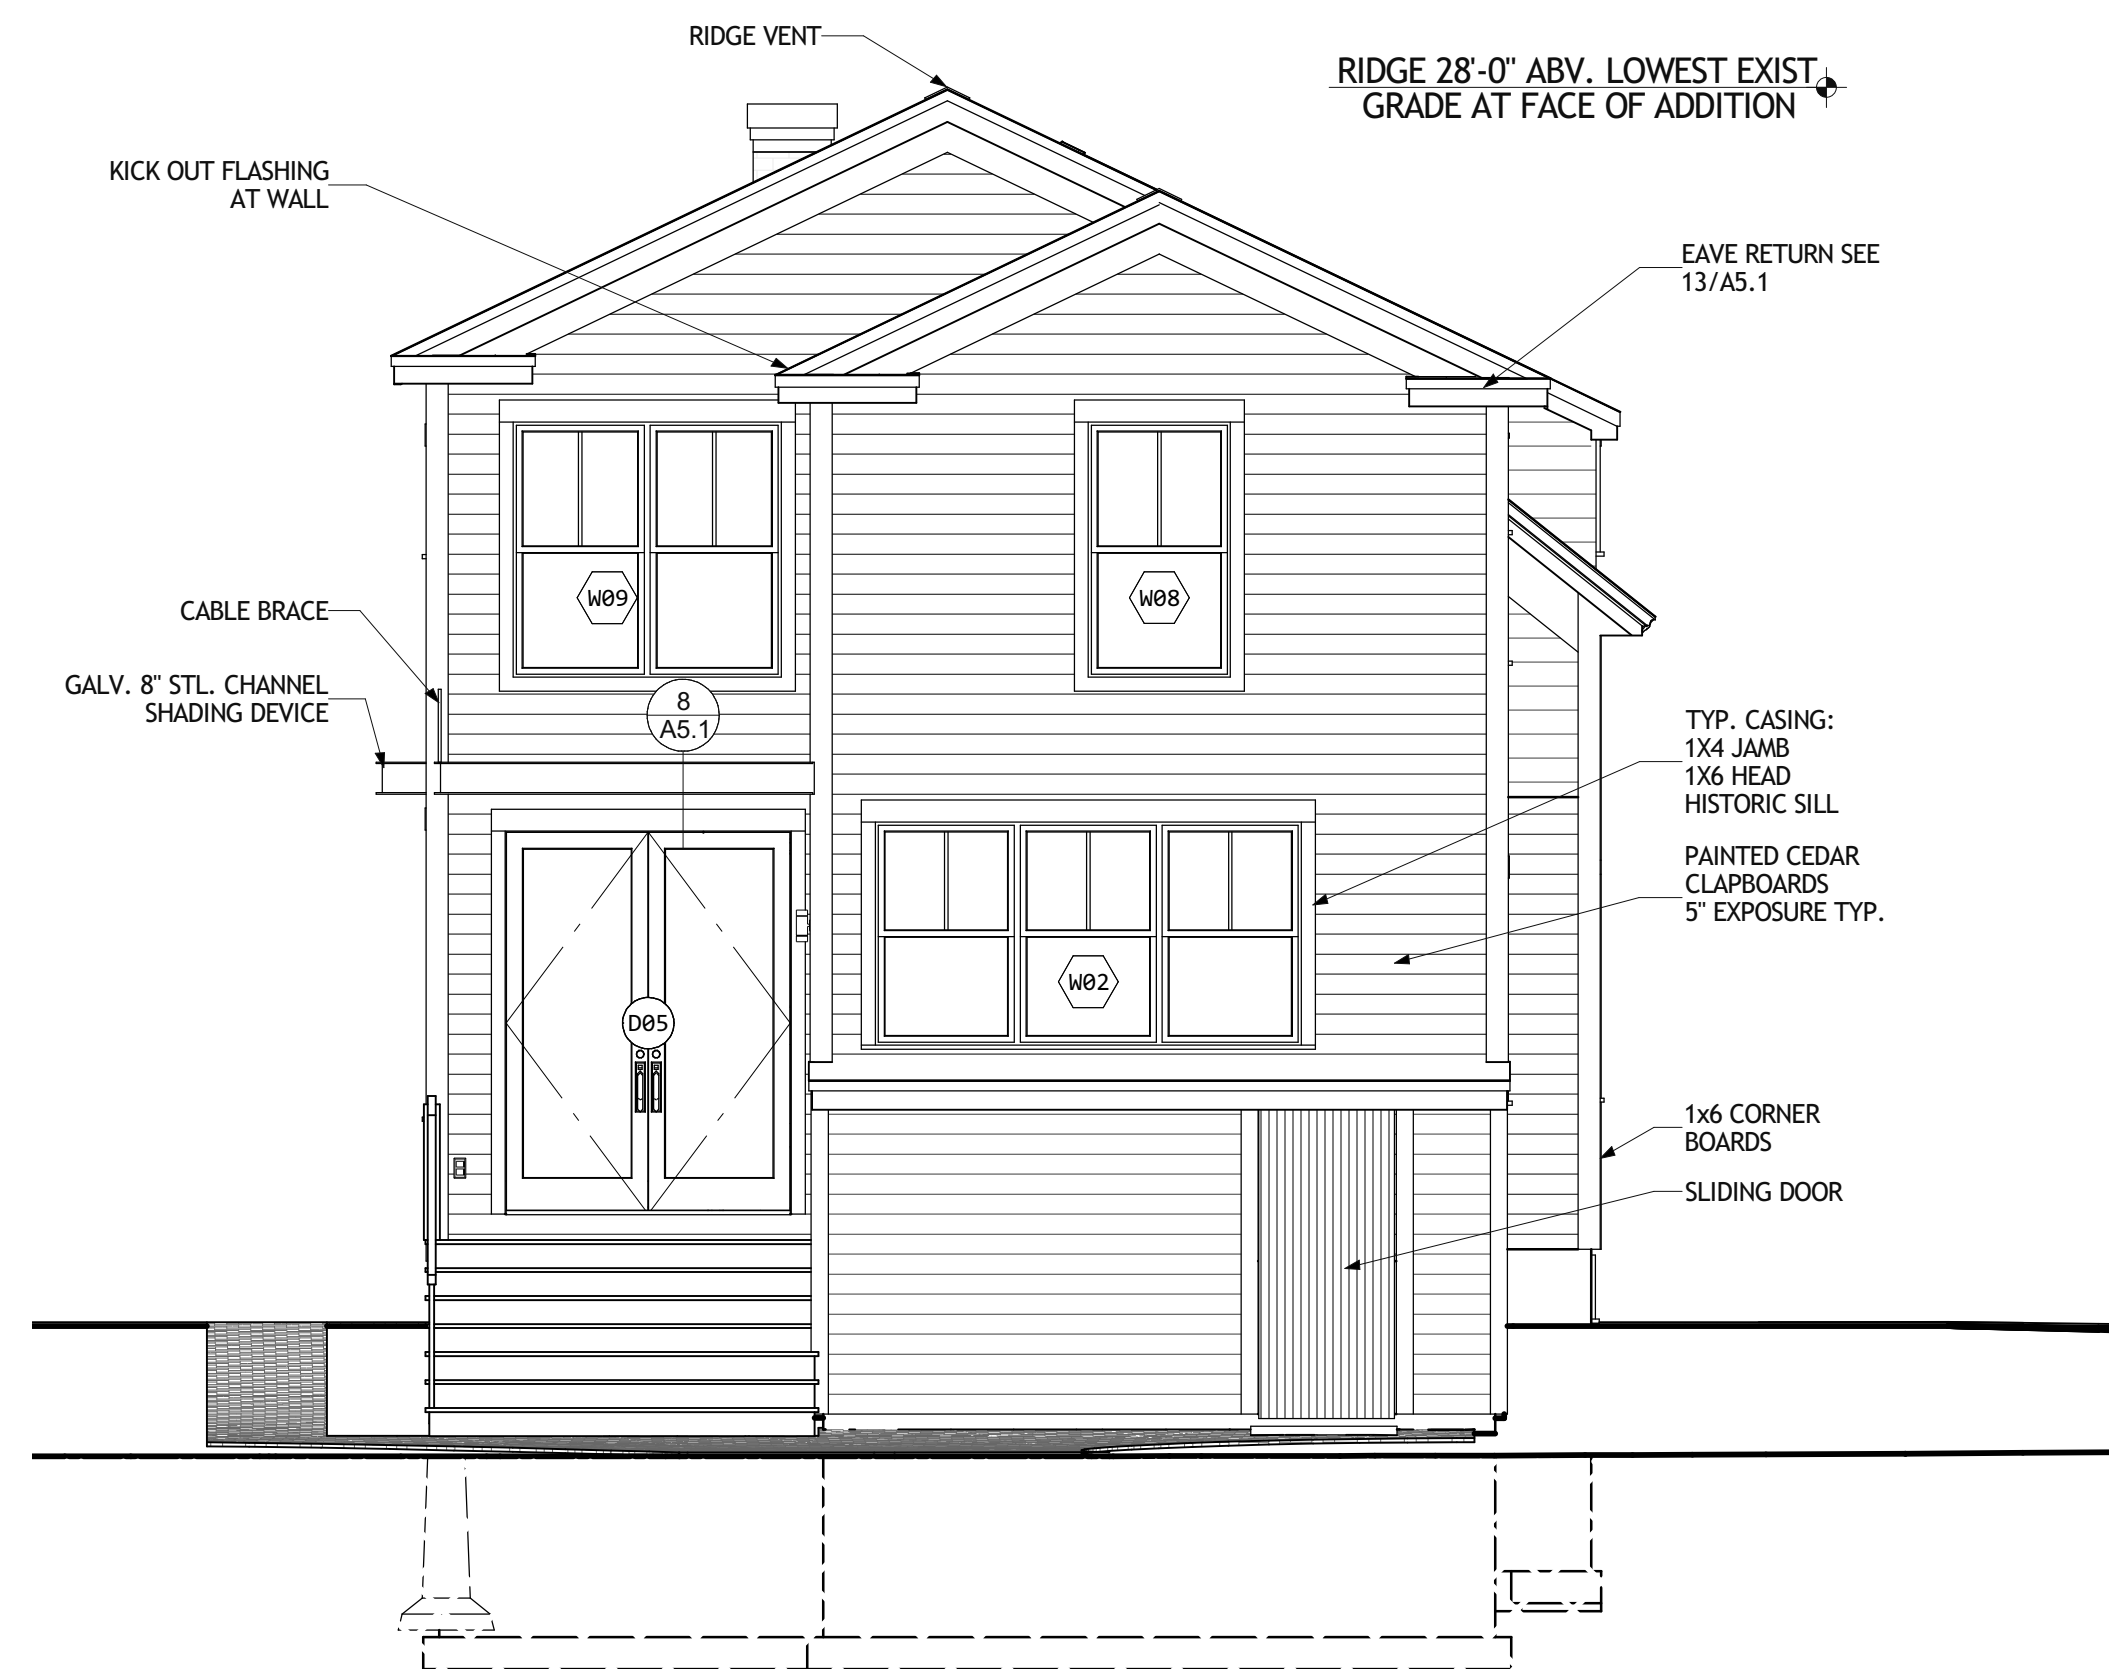 RIDGE VENT
RIDGE 28'-0" ABV. LOWEST EXIST
GRADE AT FACE OF ADDITION
KICK OUT FLASHING
AT WALL
EAVE RETURN SEE
13/A5.1
W09
W08
CABLE BRACE
GALV. 8" STL. CHANNEL
SHADING DEVICE
8
A5.1
TYP. CASING:
1X4 JAMB
1X6 HEAD
HISTORIC SILL
PAINTED CEDAR
CLAPBOARDS
5" EXPOSURE TYP.
W02
D05
1x6 CORNER
BOARDS
SLIDING DOOR